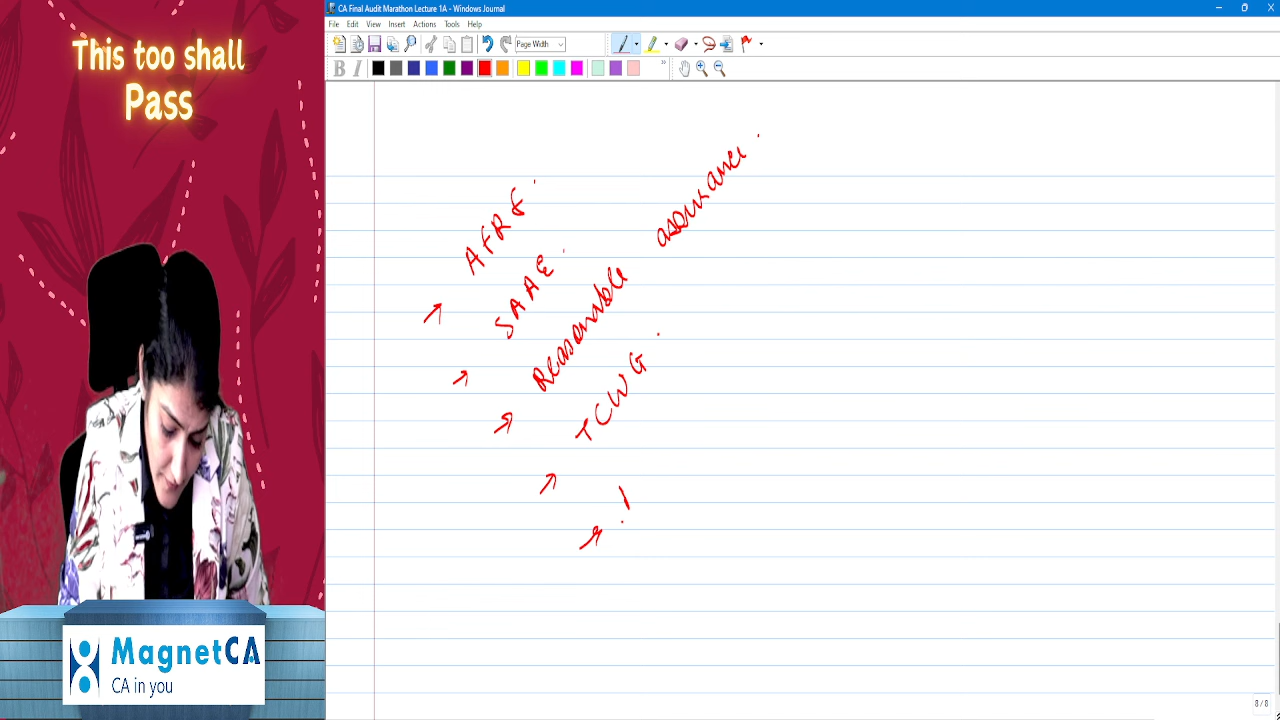 This too shall
Pass
MagnetCA
CA in you
CA Final Audit Marathon Lecture 1A - Windows Journal
File Edit View Insert Actions Tools Help
Page Width
B I
→ AFRE.
→ SAAE.
→ Reasonable assurance.
→ TCWG.
→
8 / 8